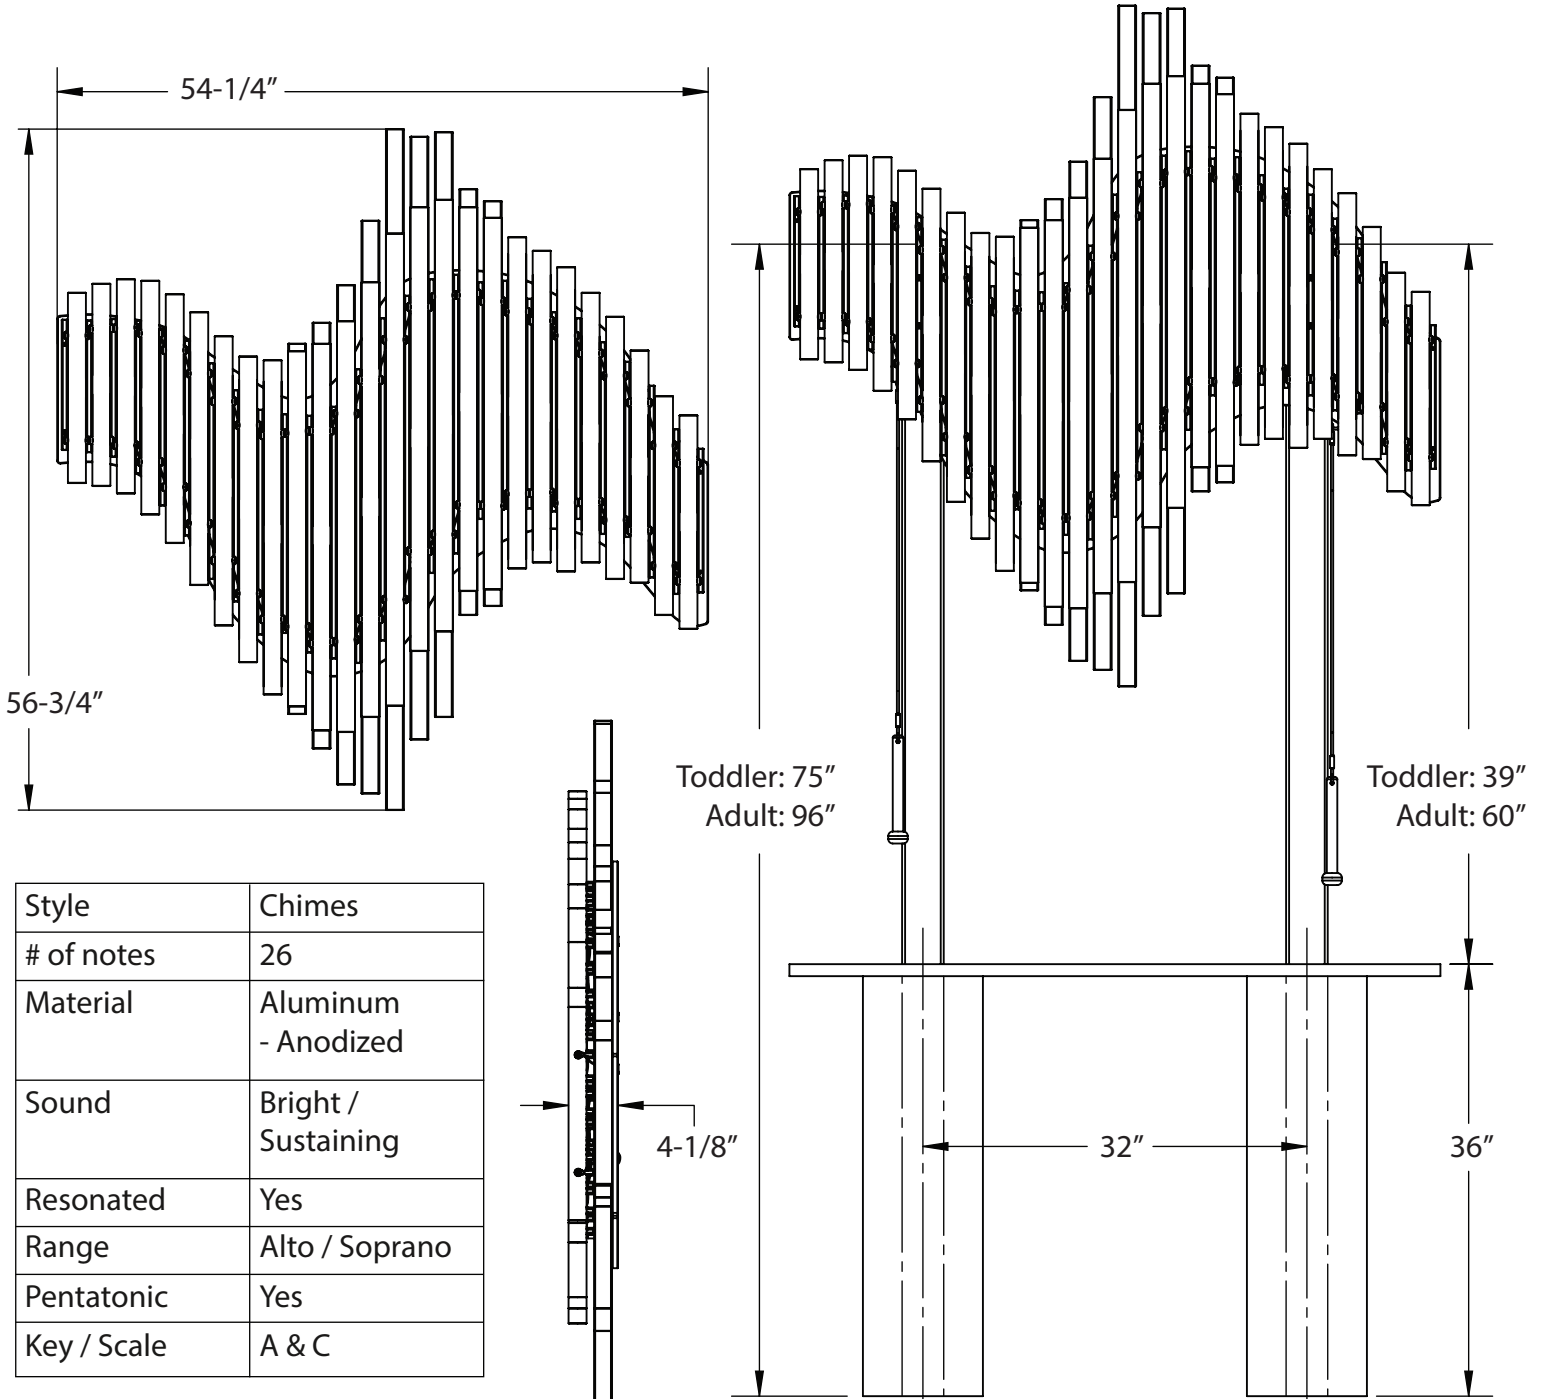 54-1/4”
56-3/4”
Toddler: 75”
Adult: 96”
Toddler: 39”
Adult: 60”
4-1/8”
32”
36”
Style Chimes
# of notes 26
Material Aluminum
- Anodized
Sound Bright /
Sustaining
Resonated Yes
Range Alto / Soprano
Pentatonic Yes
Key / Scale A & C